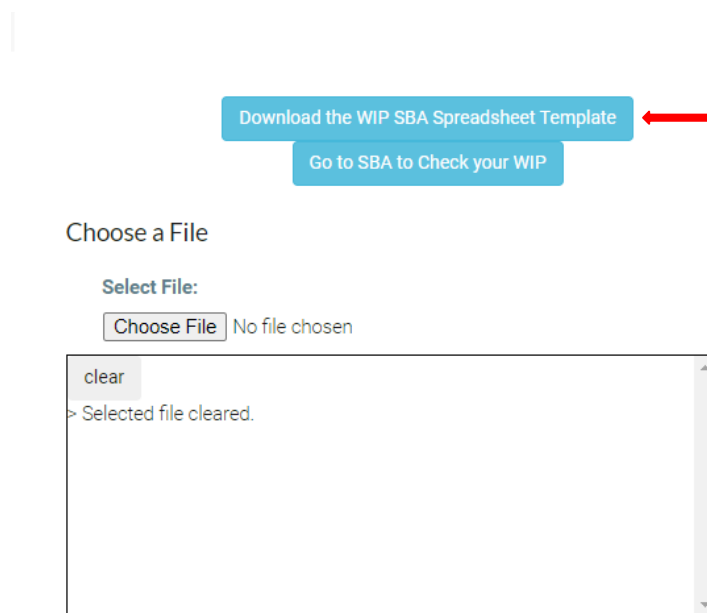 Download the WIP SBA Spreadsheet Template
Go to SBA to Check your WIP
Choose a File
Select File:
Choose File No file chosen
clear
> Selected file cleared.